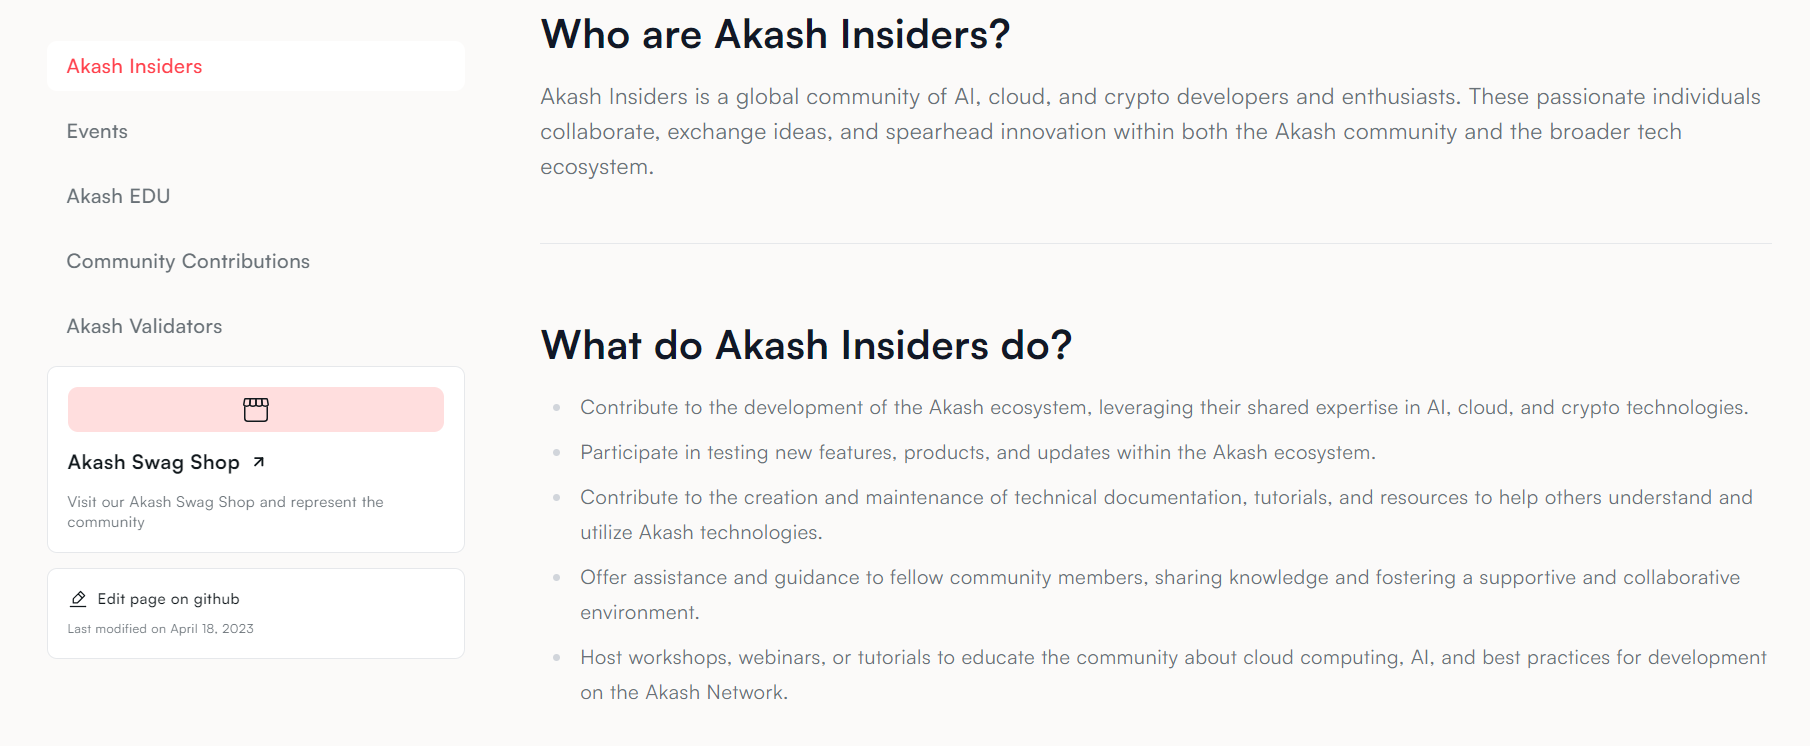 Akash Insiders
Events
Akash EDU
Community Contributions
Akash Validators
Akash Swag Shop
Visit our Akash Swag Shop and represent the
community
Edit page on github
Last modified on April 18, 2023
Who are Akash Insiders?
Akash Insiders is a global community of AI, cloud, and crypto developers and enthusiasts. These passionate individuals
collaborate, exchange ideas, and spearhead innovation within both the Akash community and the broader tech
ecosystem.
What do Akash Insiders do?
Contribute to the development of the Akash ecosystem, leveraging their shared expertise in AI, cloud, and crypto technologies.
Participate in testing new features, products, and updates within the Akash ecosystem.
Contribute to the creation and maintenance of technical documentation, tutorials, and resources to help others understand and
utilize Akash technologies.
Offer assistance and guidance to fellow community members, sharing knowledge and fostering a supportive and collaborative
environment.
Host workshops, webinars, or tutorials to educate the community about cloud computing, AI, and best practices for development
on the Akash Network.